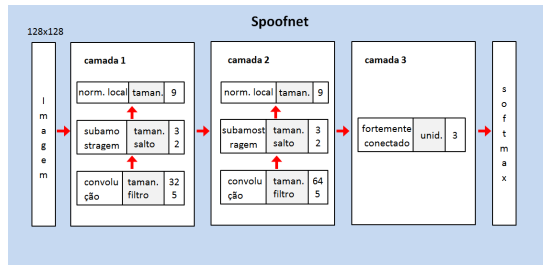 Spoofnet
128x128
Imagem
camada 1
norm. local taman. 9
subamo taman. 3
stragem salto 2
convolu taman. 32
ção filtro 5
camada 2
norm. local taman. 9
subamost taman. 3
ragem salto 2
convolu taman. 64
ção filtro 5
camada 3
fortemente
conectado unid. 3
softmax